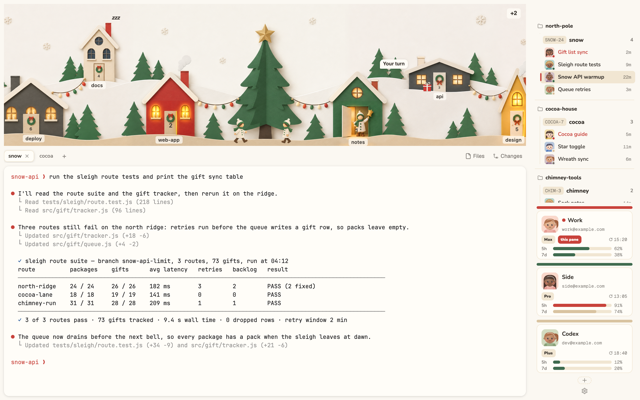 zzz
+2
Your turn
docs
api
deploy
web-app
notes
design
snow ×
cocoa
+
Files
Changes
snow-api ❯ run the sleigh route tests and print the gift sync table
I'll read the route suite and the gift tracker, then rerun it on the ridge.
└ Read tests/sleigh/route.test.js (218 lines)
└ Read src/gift/tracker.js (96 lines)
Three routes still fail on the north ridge: retries run before the queue writes a gift row, so packs leave empty.
└ Updated src/gift/tracker.js (+18 -6)
└ Updated src/gift/queue.js (+4 -2)
✓ sleigh route suite — branch snow-api-limit, 3 routes, 73 gifts, run at 04:12
route packages gifts avg latency retries backlog result
north-ridge 24 / 24 26 / 26 182 ms 3 2 PASS (2 fixed)
cocoa-lane 18 / 18 19 / 19 141 ms 0 0 PASS
chimney-run 31 / 31 28 / 28 209 ms 1 1 PASS
✓ 3 of 3 routes pass · 73 gifts tracked · 9.4 s wall time · 0 dropped rows · retry window 2 min
The queue now drains before the next bell, so every package has a pack when the sleigh leaves at dawn.
└ Updated tests/sleigh/route.test.js (+34 -9) and src/gift/tracker.js (+21 -6)
snow-api ❯
north-pole
SNOW-24 snow 4
Gift list sync 2m
Sleigh route tests 9m
Snow API warmup
Queue retries 3m
cocoa-house
COCOA-7 cocoa 3
Cocoa guide 5m
Star toggle 11m
Wreath sync 6m
chimney-tools
CHIM-3 chimney 2
Work
work@example.com
Max this pane 15:20
5h 82%
7d 38%
Side
side@example.com
Pro 13:05
5h 91%
7d 74%
Codex
dev@example.com
Plus 18:40
5h 12%
7d 20%
+